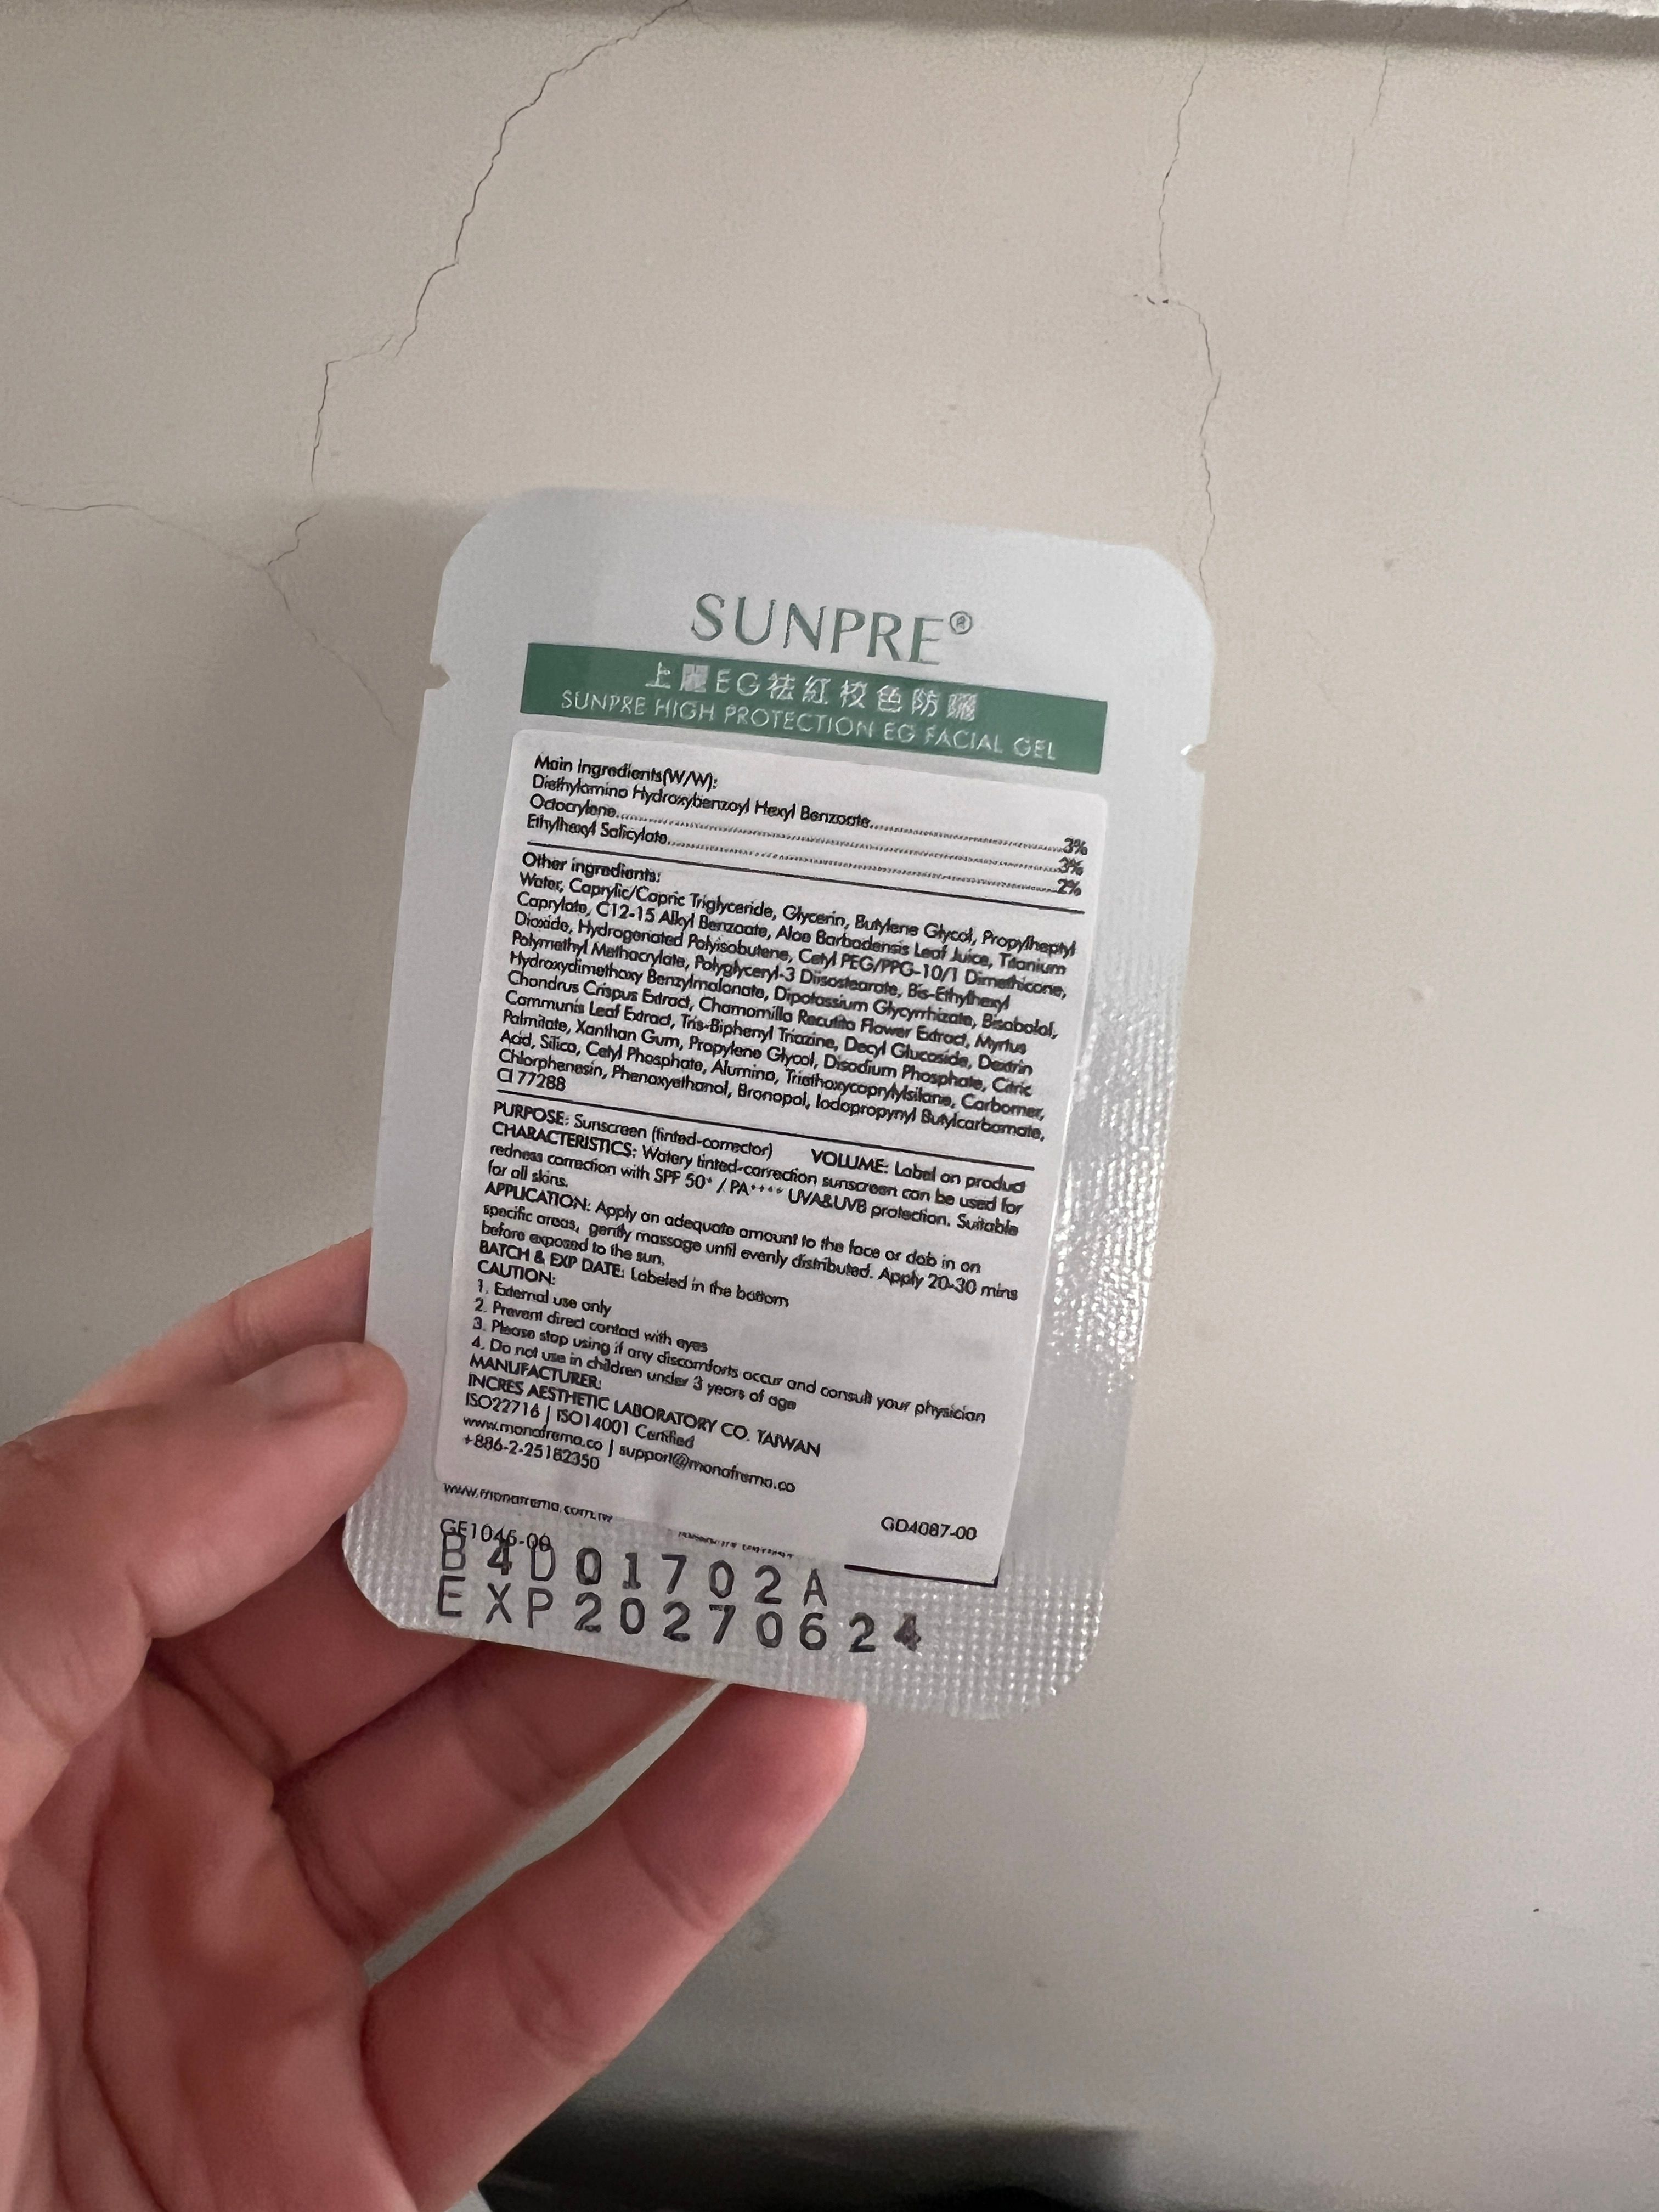 SUNPRE®
上麗EG祛紅校色防曬
SUNPRE HIGH PROTECTION EG FACIAL GEL
Main ingredients(W/W):
Diethylamino Hydroxybenzoyl Hexyl Benzoate....................3%
Octocrylene....................3%
Ethylhexyl Salicylate....................2%
Other ingredients:
Water, Caprylic/Capric Triglyceride, Glycerin, Butylene Glycol, Propylheptyl
Caprylate, C12-15 Alkyl Benzoate, Aloe Barbadensis Leaf Juice, Titanium
Dioxide, Hydrogenated Polyisobutene, Cetyl PEG/PPG-10/1 Dimethicone,
Polymethyl Methacrylate, Polyglyceryl-3 Diisostearate, Bis-Ethylhexyl
Hydroxydimethoxy Benzylmalonate, Dipotassium Glycyrrhizate, Bisabolol,
Chondrus Crispus Extract, Chamomilla Recutita Flower Extract, Myrtus
Communis Leaf Extract, Tris-Biphenyl Triazine, Decyl Glucoside, Dextrin
Palmitate, Xanthan Gum, Propylene Glycol, Disodium Phosphate, Citric
Acid, Silica, Cetyl Phosphate, Alumina, Triethoxycaprylylsilane, Carbomer,
Chlorphenesin, Phenoxyethanol, Bronopol, Iodopropynyl Butylcarbamate,
CI 77288
PURPOSE: Sunscreen (tinted-corrector) VOLUME: Label on product
CHARACTERISTICS: Watery tinted-correction sunscreen can be used for
redness correction with SPF 50+ / PA++++ UVA&UVB protection. Suitable
for all skins.
APPLICATION: Apply an adequate amount to the face or dab in on
specific areas, gently massage until evenly distributed. Apply 20-30 mins
before exposed to the sun.
BATCH & EXP DATE: Labeled in the bottom
CAUTION:
1. External use only
2. Prevent direct contact with eyes
3. Please stop using if any discomforts occur and consult your physician
4. Do not use in children under 3 years of age
MANUFACTURER:
INCRES AESTHETIC LABORATORY CO. TAIWAN
ISO22716 | ISO14001 Certified
www.monafrema.co | support@monafrema.co
+886-2-25182350
www.monafrema.com.tw
GD4087-00
GE1045-00
B4D01702A
EXP20270624